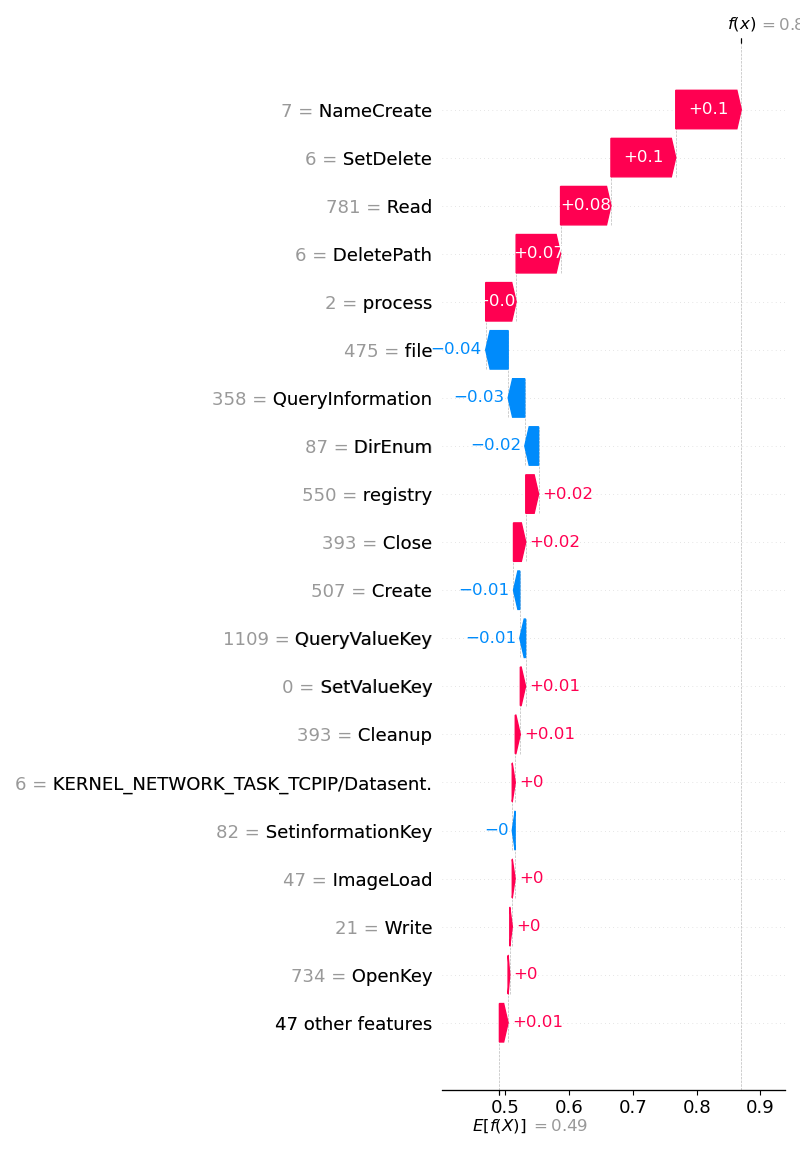 f(x) = 0.8
7 = NameCreate +0.1
6 = SetDelete +0.1
781 = Read +0.08
6 = DeletePath +0.07
2 = process
475 = file −0.04
358 = QueryInformation −0.03
87 = DirEnum −0.02
550 = registry +0.02
393 = Close +0.02
507 = Create −0.01
1109 = QueryValueKey −0.01
0 = SetValueKey +0.01
393 = Cleanup +0.01
6 = KERNEL_NETWORK_TASK_TCPIP/Datasent. +0
82 = SetinformationKey −0
47 = ImageLoad +0
21 = Write +0
734 = OpenKey +0
47 other features +0.01
0.5 0.6 0.7 0.8 0.9
E[f(X)] = 0.49